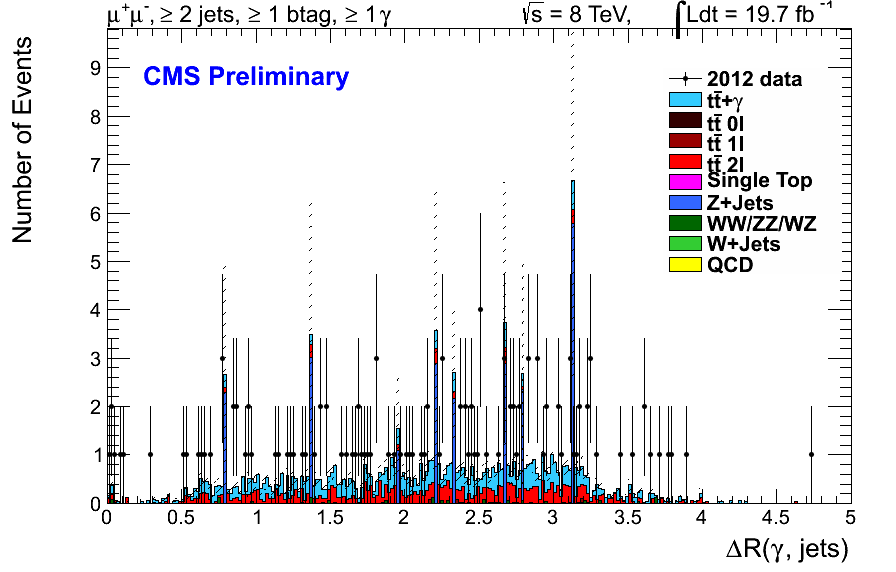 μ⁺μ⁻, ≥ 2 jets, ≥ 1 btag, ≥ 1 γ √s = 8 TeV, ∫Ldt = 19.7 fb⁻¹
CMS Preliminary
Number of Events
9
8
7
6
5
4
3
2
1
0
2012 data
tt̄+γ
tt̄ 0l
tt̄ 1l
tt̄ 2l
Single Top
Z+Jets
WW/ZZ/WZ
W+Jets
QCD
0 0.5 1 1.5 2 2.5 3 3.5 4 4.5 5
ΔR(γ, jets)